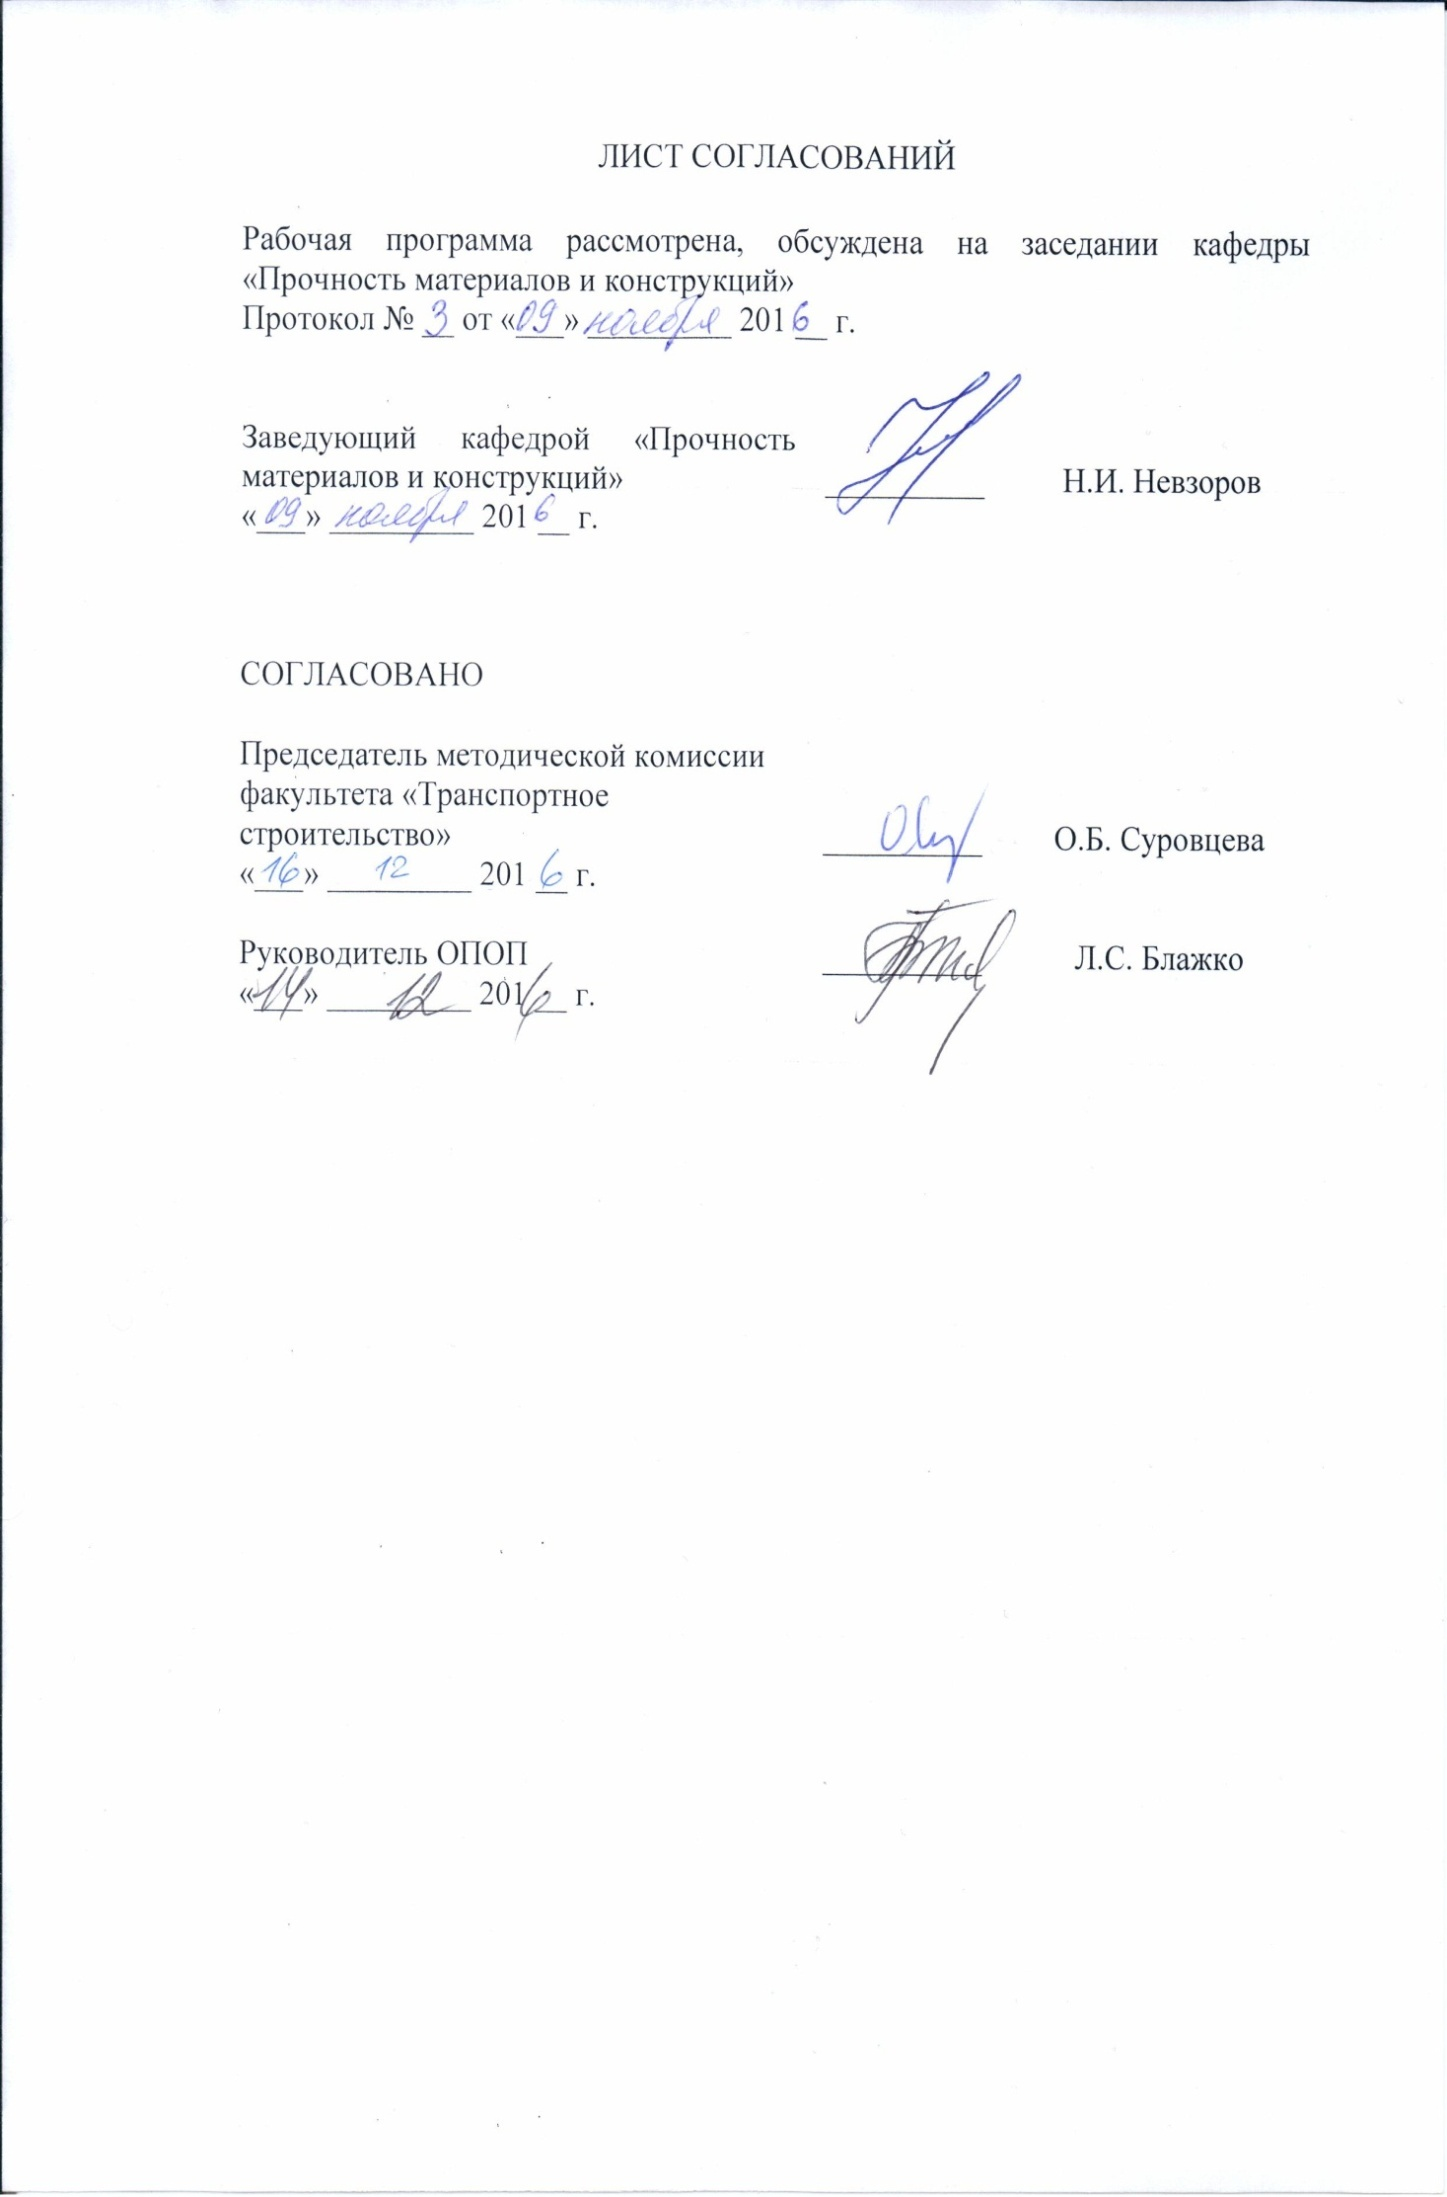 ЛИСТ СОГЛАСОВАНИЙ
Рабочая программа рассмотрена, обсуждена на заседании кафедры
«Прочность материалов и конструкций»
Протокол № 3 от «09» ноября 2016 г.
Заведующий кафедрой «Прочность
материалов и конструкций» Н.И. Невзоров
«09» ноября 2016 г.
СОГЛАСОВАНО
Председатель методической комиссии
факультета «Транспортное
строительство» О.Б. Суровцева
«16» 12 2016 г.
Руководитель ОПОП Л.С. Блажко
«14» 12 2016 г.